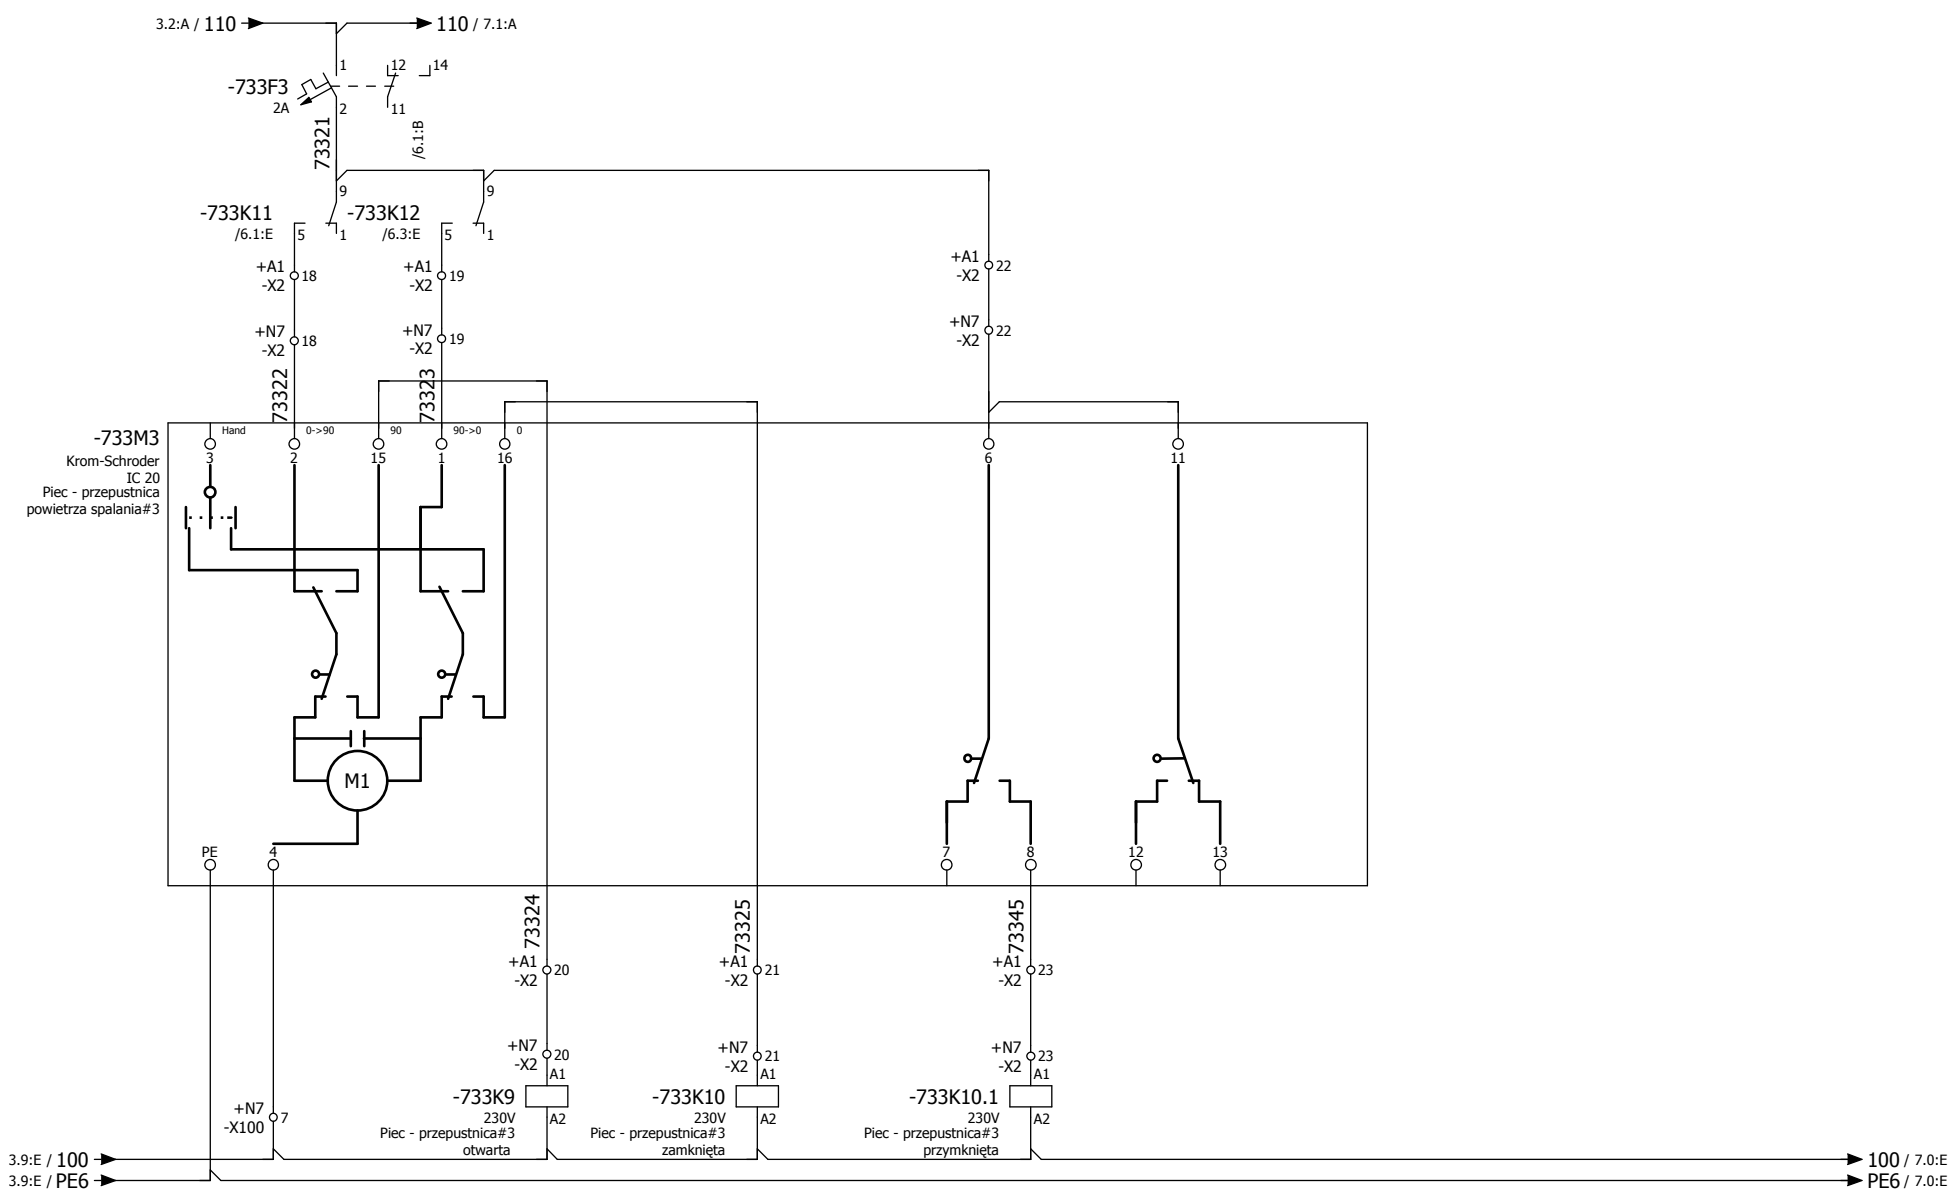 3.2:A / 110
110 / 7.1:A
1
12
14
-733F3
2A
2
11
73321
/6.1:B
9
9
-733K11
/6.1:E
5
1
-733K12
/6.3:E
5
1
+A1
-X2
18
+A1
-X2
19
+A1
-X2
22
+N7
-X2
18
+N7
-X2
19
+N7
-X2
22
73322
73323
-733M3
Krom-Schroder
IC 20
Piec - przepustnica
powietrza spalania#3
Hand
0->90
90
90->0
0
3
2
15
1
16
6
11
M1
PE
4
7
8
12
13
73324
73325
73345
+A1
-X2
20
+A1
-X2
21
+A1
-X2
23
+N7
-X2
20
+N7
-X2
21
+N7
-X2
23
A1
A1
A1
-733K9
230V
Piec - przepustnica#3
otwarta
A2
-733K10
230V
Piec - przepustnica#3
zamknięta
A2
-733K10.1
230V
Piec - przepustnica#3
przymknięta
A2
+N7
-X100
7
3.9:E / 100
100 / 7.0:E
3.9:E / PE6
PE6 / 7.0:E